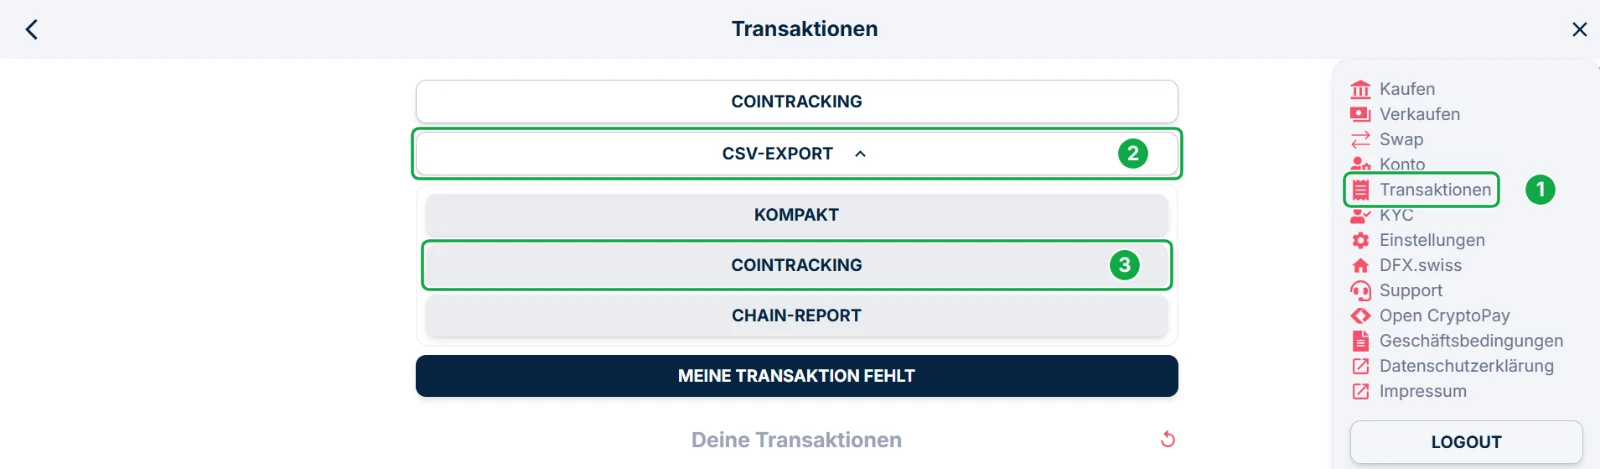 Transaktionen
COINTRACKING
CSV-EXPORT
2
KOMPAKT
COINTRACKING
3
CHAIN-REPORT
MEINE TRANSAKTION FEHLT
Deine Transaktionen
Kaufen
Verkaufen
Swap
Konto
Transaktionen
1
KYC
Einstellungen
DFX.swiss
Support
Open CryptoPay
Geschäftsbedingungen
Datenschutzerklärung
Impressum
LOGOUT